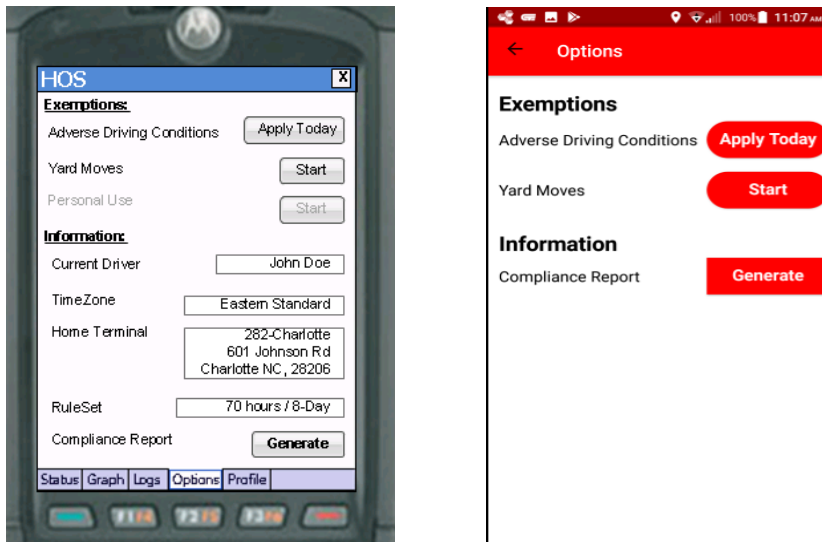 HOS X
Exemptions:
Adverse Driving Conditions Apply Today
Yard Moves Start
Personal Use Start
Information:
Current Driver John Doe
TimeZone Eastern Standard
Home Terminal 282-Charlotte
601 Johnson Rd
Charlotte NC, 28206
RuleSet 70 hours / 8-Day
Compliance Report Generate
Status Graph Logs Options Profile
100% 11:07 AM
Options
Exemptions
Adverse Driving Conditions Apply Today
Yard Moves Start
Information
Compliance Report Generate